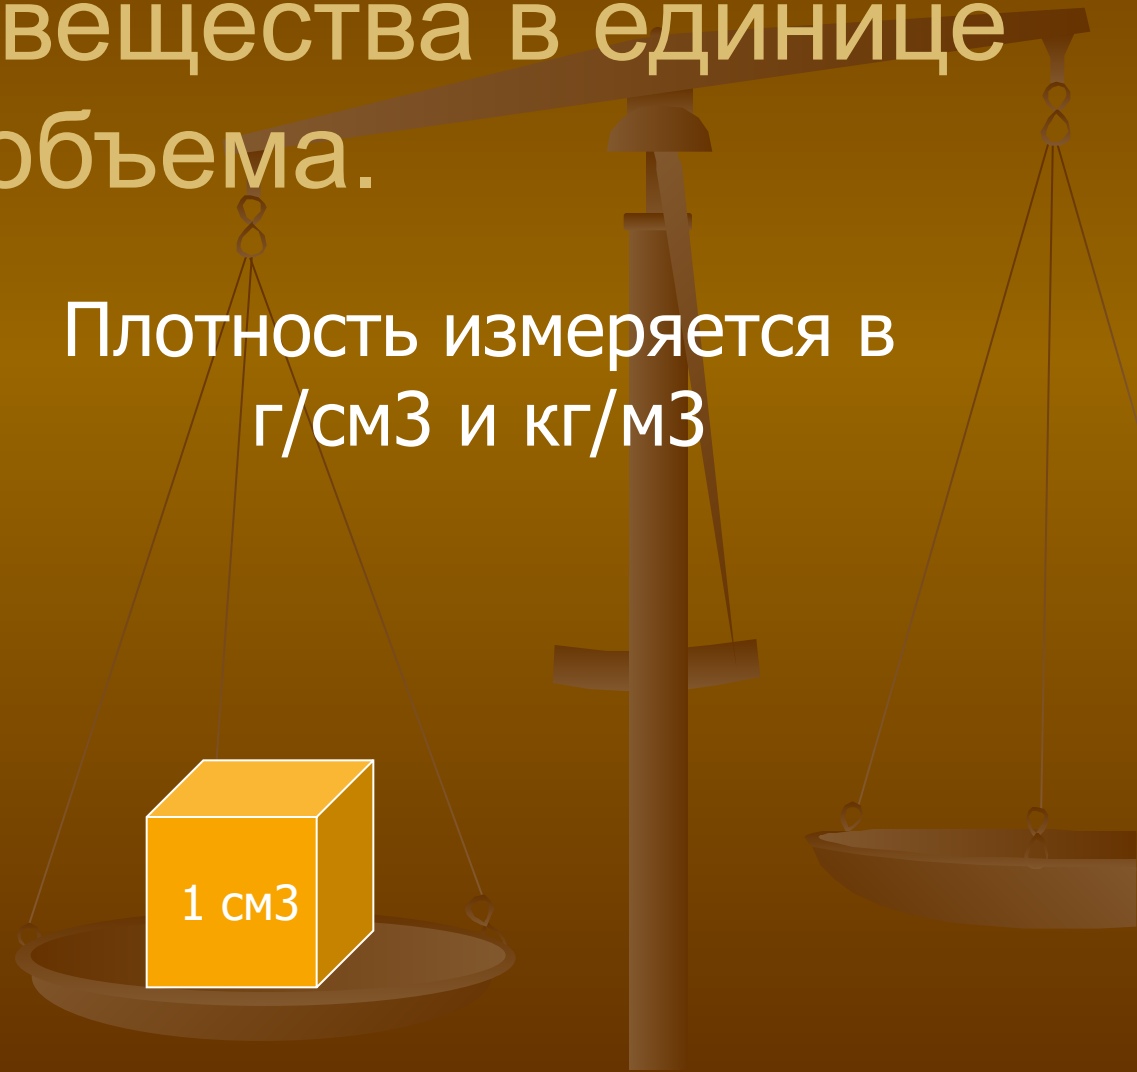 вещества в единице
объема.
Плотность измеряется в
г/см3 и кг/м3
1 см3